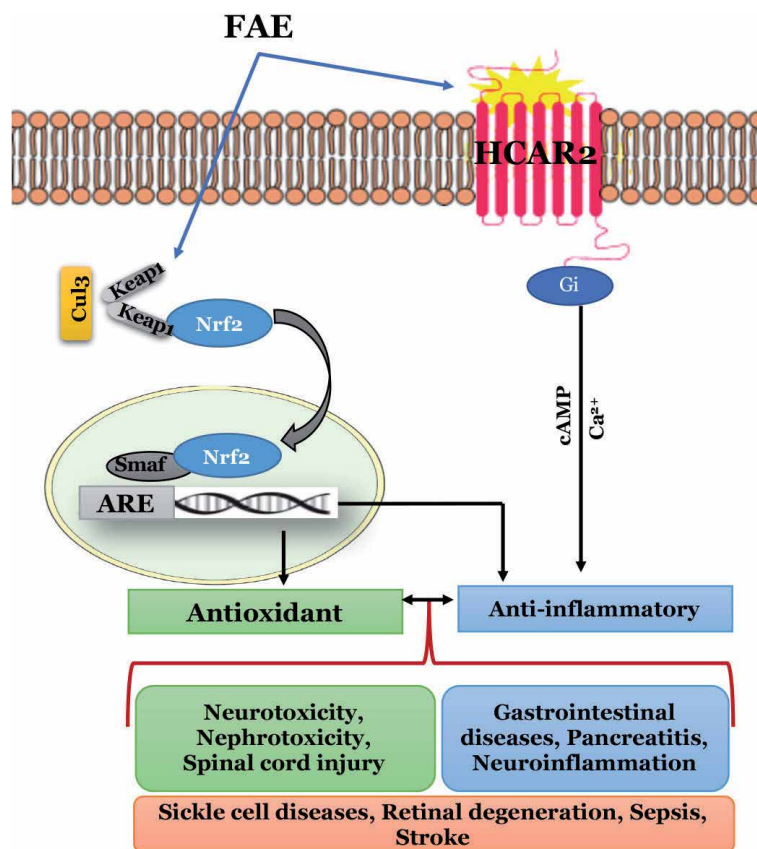 FAE
HCAR2
Gi
Cul3
Keap1
Keap1
Nrf2
cAMP
Ca²⁺
Smaf
Nrf2
ARE
Antioxidant
Anti-inflammatory
Neurotoxicity,
Nephrotoxicity,
Spinal cord injury
Gastrointestinal
diseases, Pancreatitis,
Neuroinflammation
Sickle cell diseases, Retinal degeneration, Sepsis,
Stroke